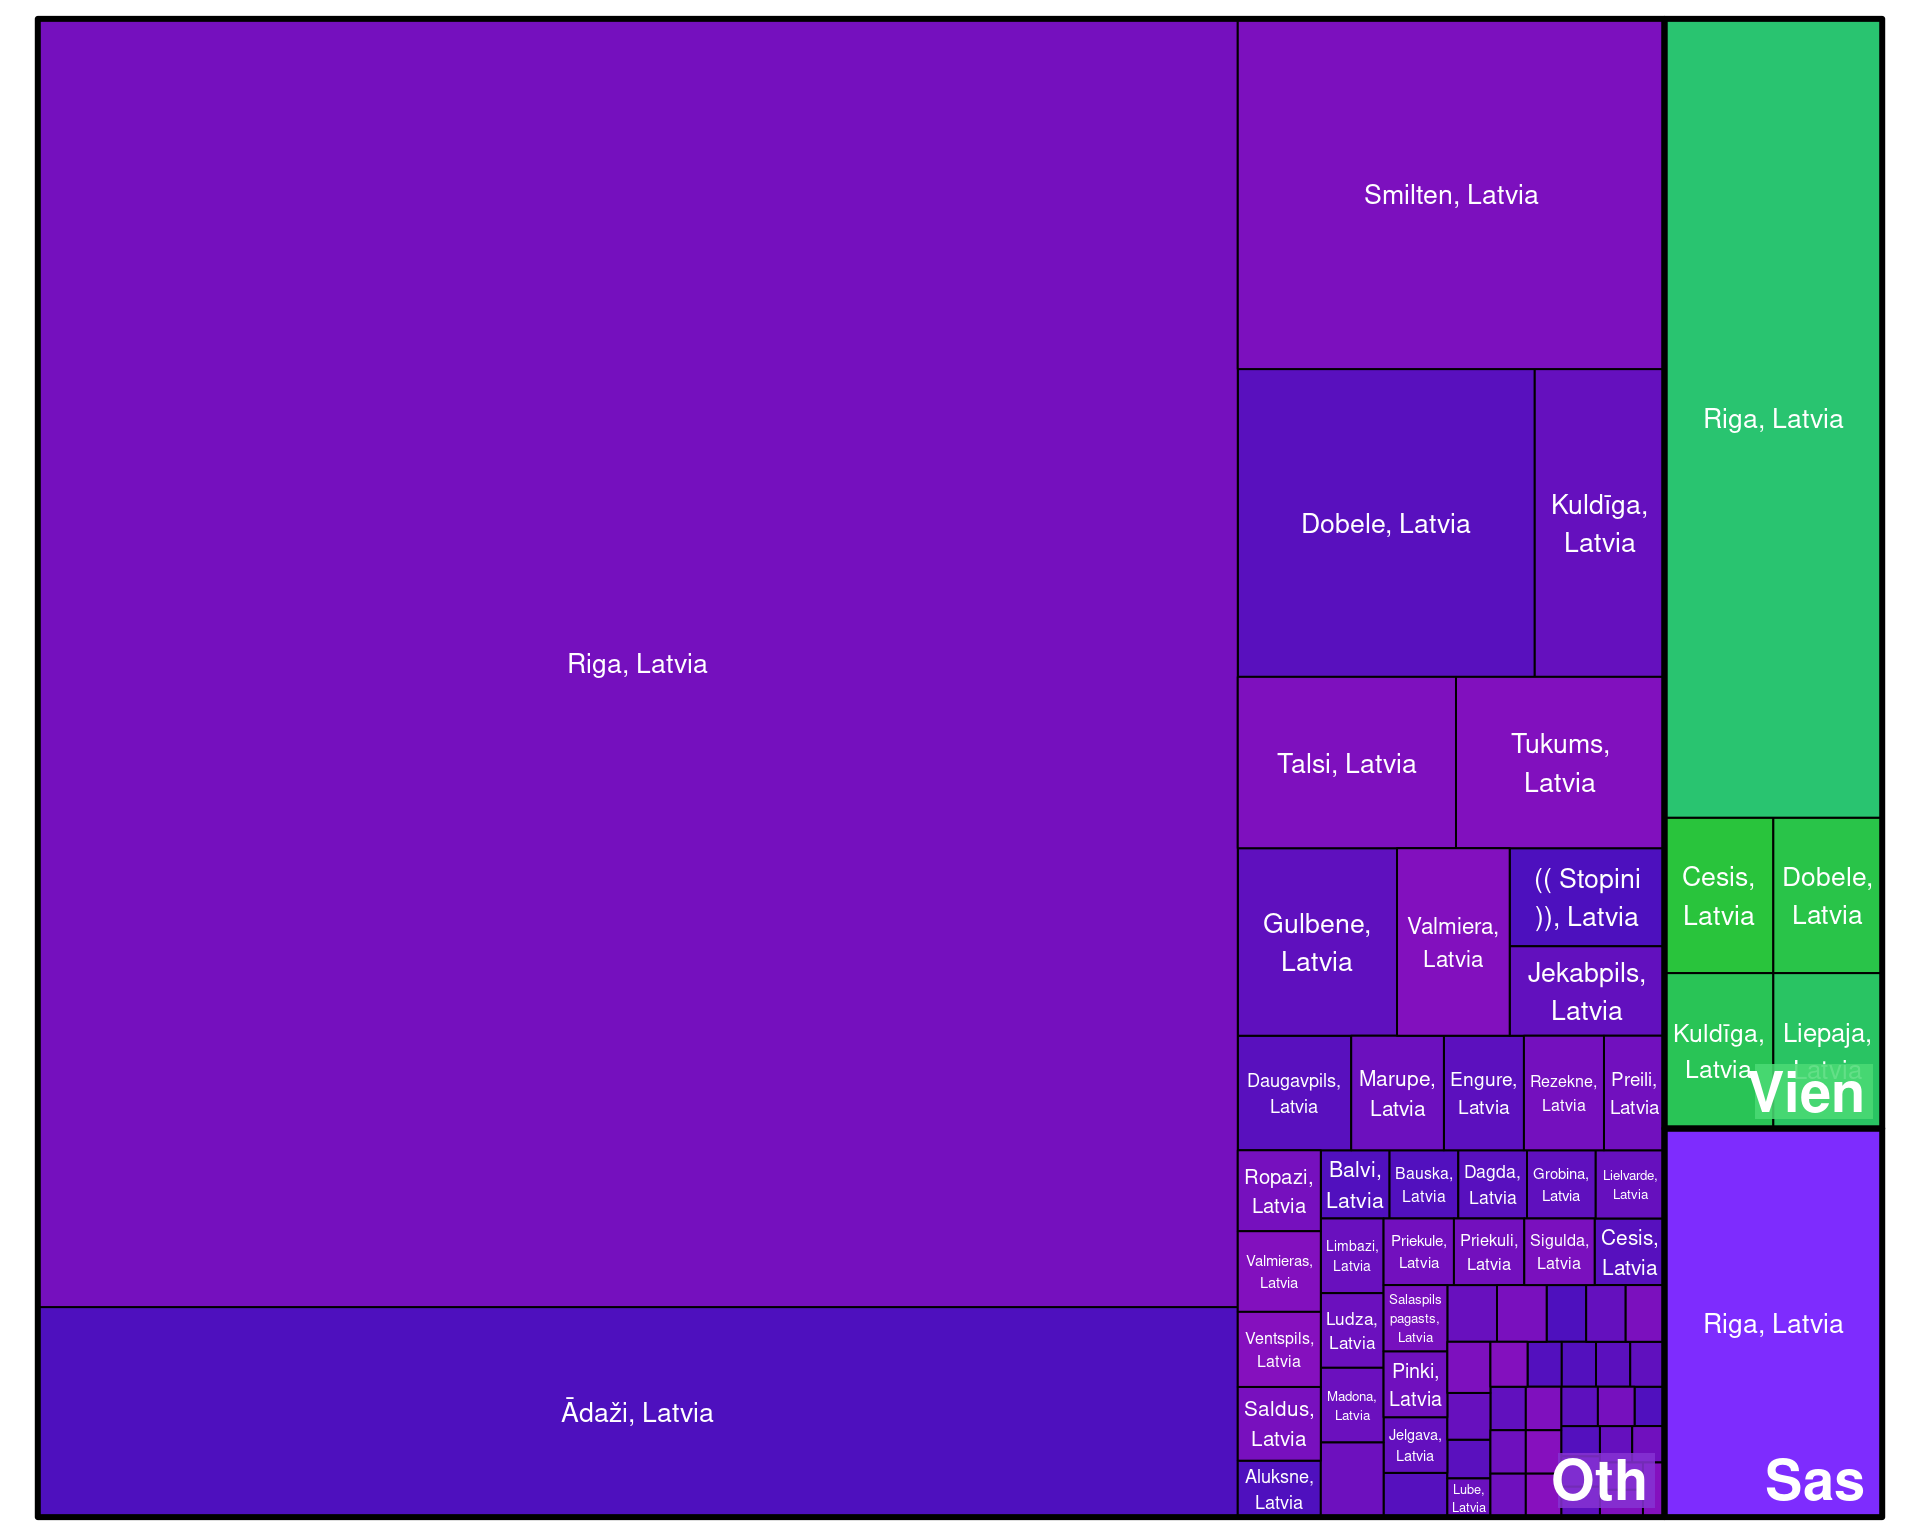 Riga, Latvia
Ādaži, Latvia
Smilten, Latvia
Dobele, Latvia
Kuldīga,
Latvia
Talsi, Latvia
Tukums,
Latvia
Gulbene,
Latvia
Valmiera,
Latvia
(( Stopini
)), Latvia
Jekabpils,
Latvia
Daugavpils,
Latvia
Marupe,
Latvia
Engure,
Latvia
Rezekne,
Latvia
Preili,
Latvia
Ropazi,
Latvia
Balvi,
Latvia
Bauska,
Latvia
Dagda,
Latvia
Grobina,
Latvia
Lielvarde,
Latvia
Valmieras,
Latvia
Limbazi,
Latvia
Priekule,
Latvia
Priekuli,
Latvia
Sigulda,
Latvia
Cesis,
Latvia
Ventspils,
Latvia
Ludza,
Latvia
Salaspils
pagasts,
Latvia
Pinki,
Latvia
Saldus,
Latvia
Madona,
Latvia
Jelgava,
Latvia
Aluksne,
Latvia
Lube,
Latvia
Oth
Riga, Latvia
Cesis,
Latvia
Dobele,
Latvia
Kuldīga,
Latvia
Liepaja,
Latvia
Vien
Riga, Latvia
Sas